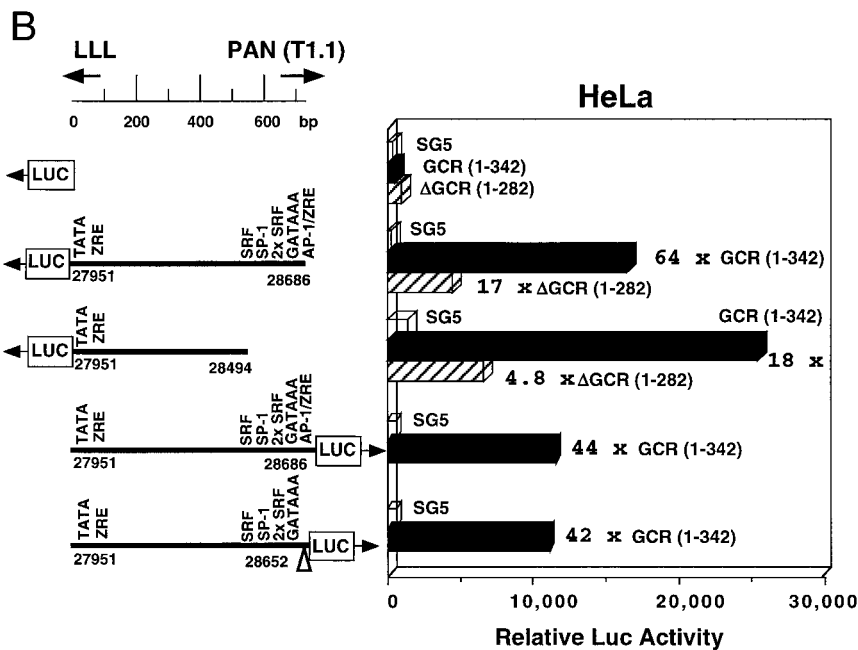 B
LLL PAN (T1.1)
0 200 400 600 bp
HeLa
LUC
SG5
GCR (1-342)
ΔGCR (1-282)
LUC
TATA
ZRE
SRF
SP-1
2x SRF
GATAAA
AP-1/ZRE
27951 28686
SG5
64 x GCR (1-342)
17 x ΔGCR (1-282)
LUC
TATA
ZRE
27951 28494
SG5
GCR (1-342)
18 x
4.8 x ΔGCR (1-282)
TATA
ZRE
SRF
SP-1
2x SRF
GATAAA
AP-1/ZRE
27951 28686
LUC
SG5
44 x GCR (1-342)
TATA
ZRE
SRF
SP-1
2x SRF
GATAAA
27951 28652
Δ
LUC
SG5
42 x GCR (1-342)
0 10,000 20,000 30,000
Relative Luc Activity